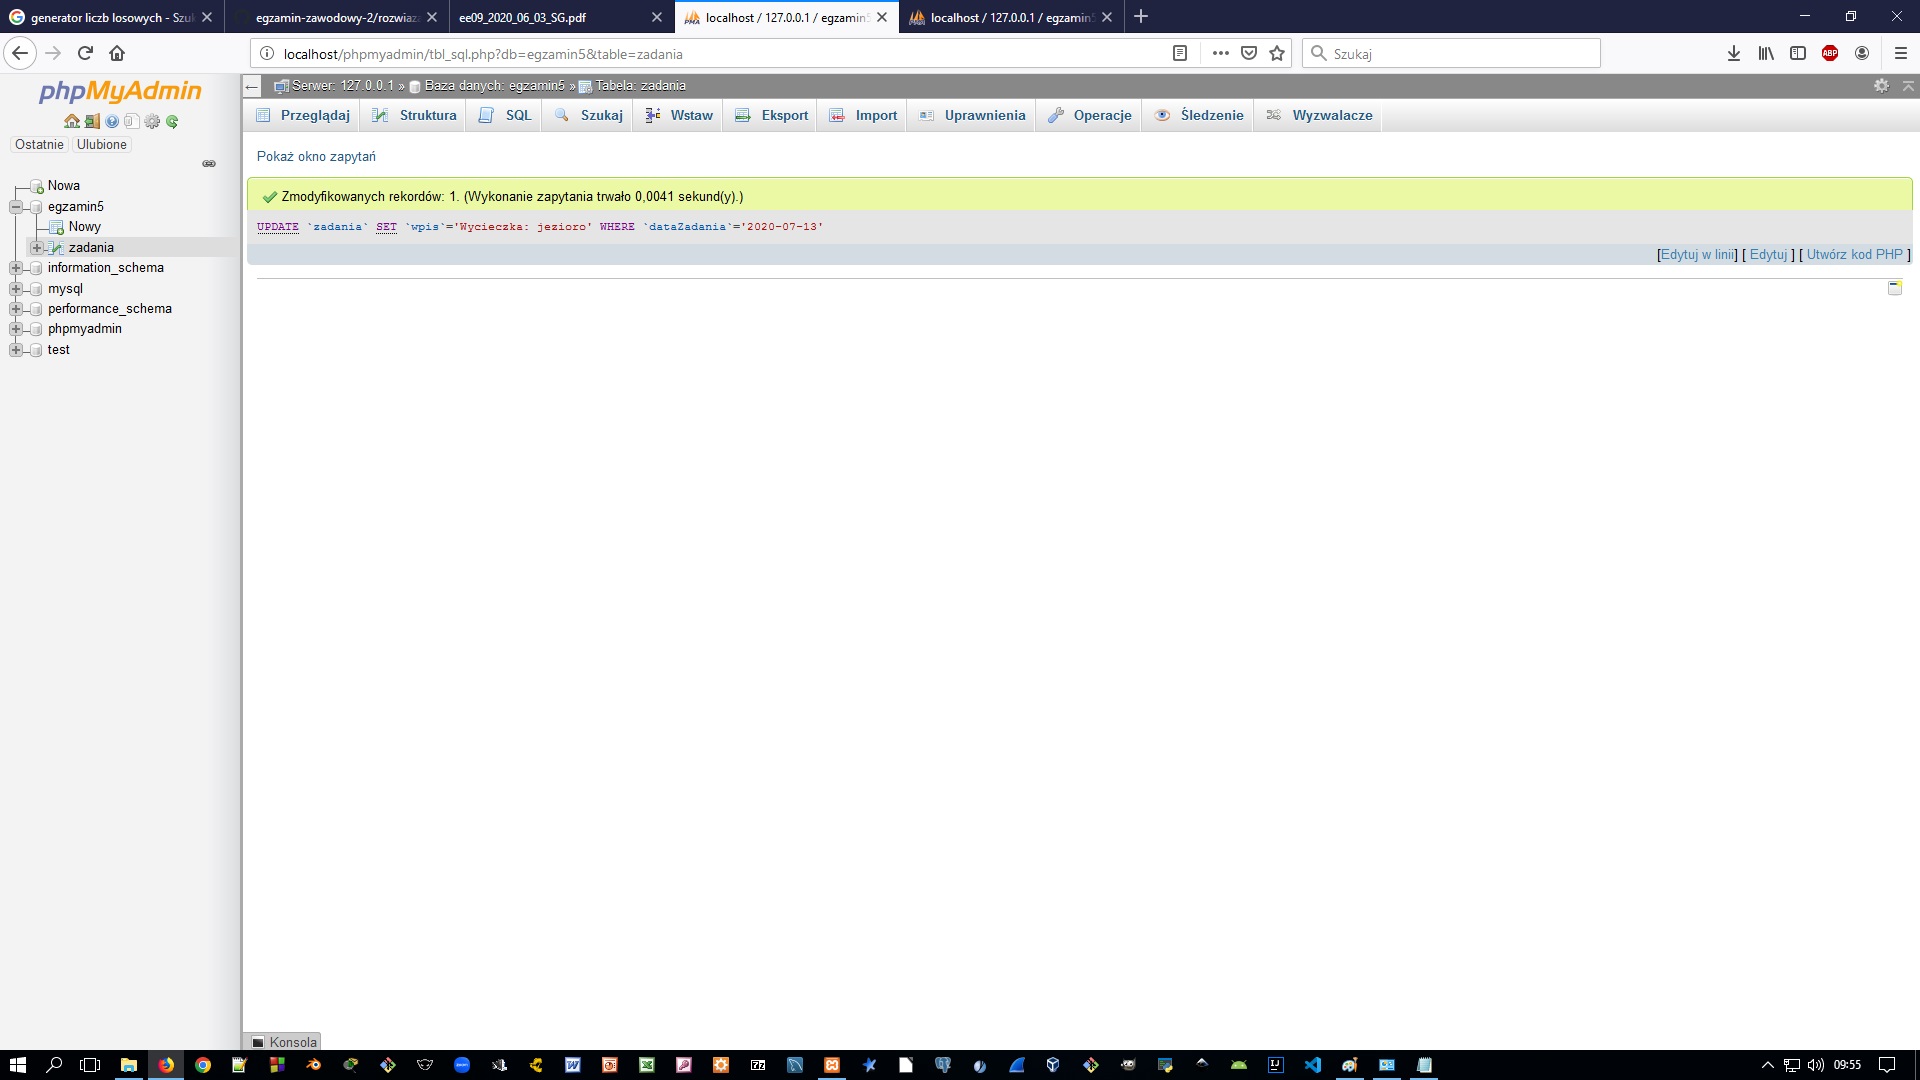 generator liczb losowych - Szuk
egzamin-zawodowy-2/rozwiaza
ee09_2020_06_03_SG.pdf
localhost / 127.0.0.1 / egzamin5
localhost / 127.0.0.1 / egzamin5
localhost/phpmyadmin/tbl_sql.php?db=egzamin5&table=zadania
Szukaj
ABP
phpMyAdmin
Ostatnie
Ulubione
Nowa
egzamin5
Nowy
zadania
information_schema
mysql
performance_schema
phpmyadmin
test
Serwer: 127.0.0.1 » Baza danych: egzamin5 » Tabela: zadania
Przeglądaj
Struktura
SQL
Szukaj
Wstaw
Eksport
Import
Uprawnienia
Operacje
Śledzenie
Wyzwalacze
Pokaż okno zapytań
Zmodyfikowanych rekordów: 1. (Wykonanie zapytania trwało 0,0041 sekund(y).)
UPDATE `zadania` SET `wpis`='Wycieczka: jezioro' WHERE `dataZadania`='2020-07-13'
[Edytuj w linii] [ Edytuj ] [ Utwórz kod PHP ]
Konsola
09:55